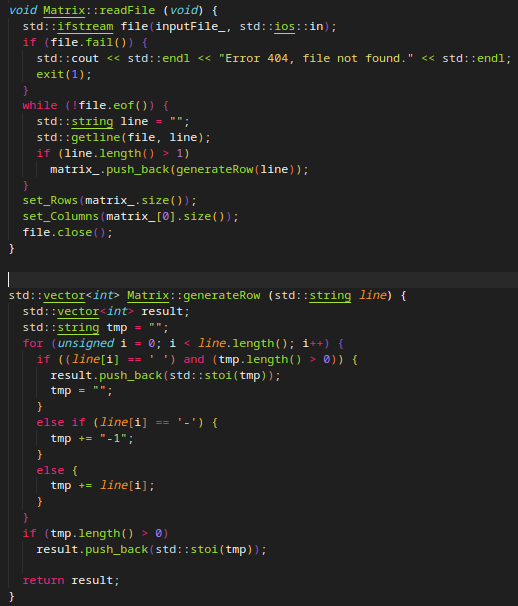 void Matrix::readFile (void) {
  std::ifstream file(inputFile_, std::ios::in);
  if (file.fail()) {
    std::cout << std::endl << "Error 404, file not found." << std::endl;
    exit(1);
  }
  while (!file.eof()) {
    std::string line = "";
    std::getline(file, line);
    if (line.length() > 1)
      matrix_.push_back(generateRow(line));
  }
  set_Rows(matrix_.size());
  set_Columns(matrix_[0].size());
  file.close();
}

std::vector<int> Matrix::generateRow (std::string line) {
  std::vector<int> result;
  std::string tmp = "";
  for (unsigned i = 0; i < line.length(); i++) {
    if ((line[i] == ' ') and (tmp.length() > 0)) {
      result.push_back(std::stoi(tmp));
      tmp = "";
    }
    else if (line[i] == '-') {
      tmp += "-1";
    }
    else {
      tmp += line[i];
    }
  }
  if (tmp.length() > 0)
    result.push_back(std::stoi(tmp));

  return result;
}